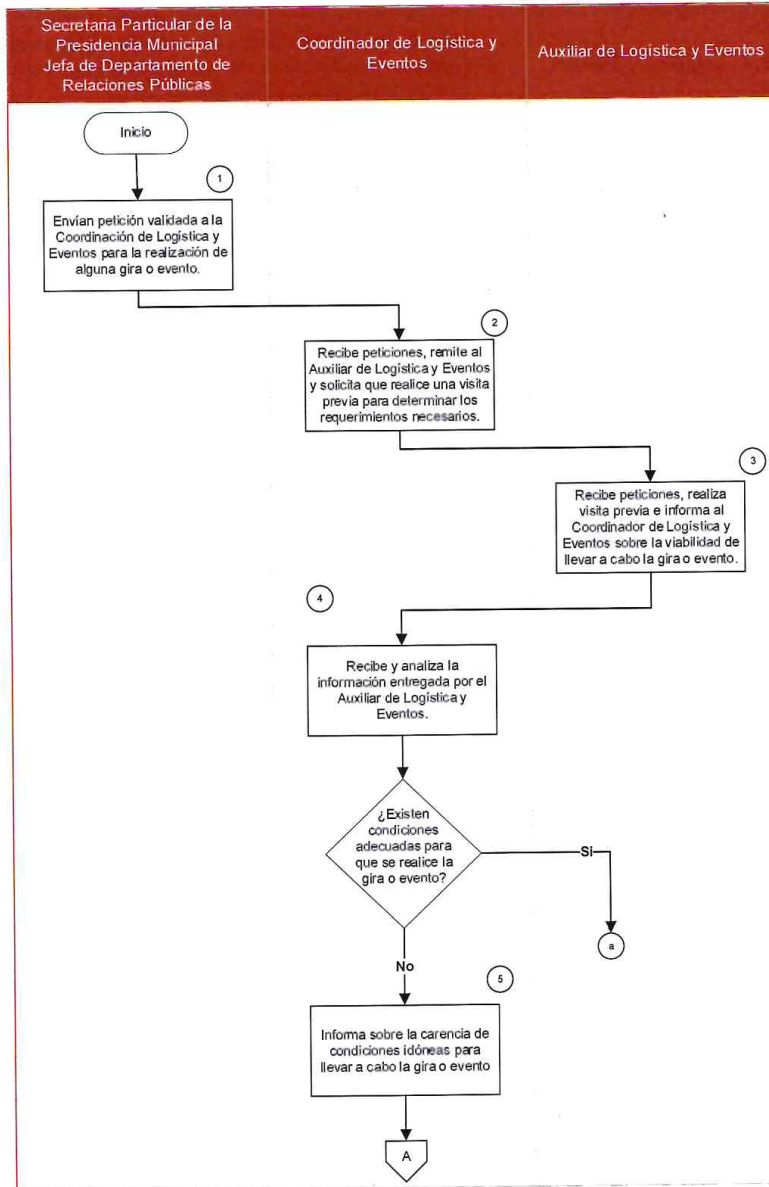 Secretaria Particular de la
Presidencia Municipal
Jefa de Departamento de
Relaciones Públicas
Coordinador de Logística y
Eventos
Auxiliar de Logística y Eventos
Inicio
1
Envían petición validada a la
Coordinación de Logística y
Eventos para la realización de
alguna gira o evento.
2
Recibe peticiones, remite al
Auxiliar de Logística y Eventos
y solicita que realice una visita
previa para determinar los
requerimientos necesarios.
3
Recibe peticiones, realiza
visita previa e informa al
Coordinador de Logística y
Eventos sobre la viabilidad de
llevar a cabo la gira o evento.
4
Recibe y analiza la
información entregada por el
Auxiliar de Logística y
Eventos.
¿Existen
condiciones
adecuadas para
que se realice la
gira o evento?
Si
a
No
5
Informa sobre la carencia de
condiciones idóneas para
llevar a cabo la gira o evento
A